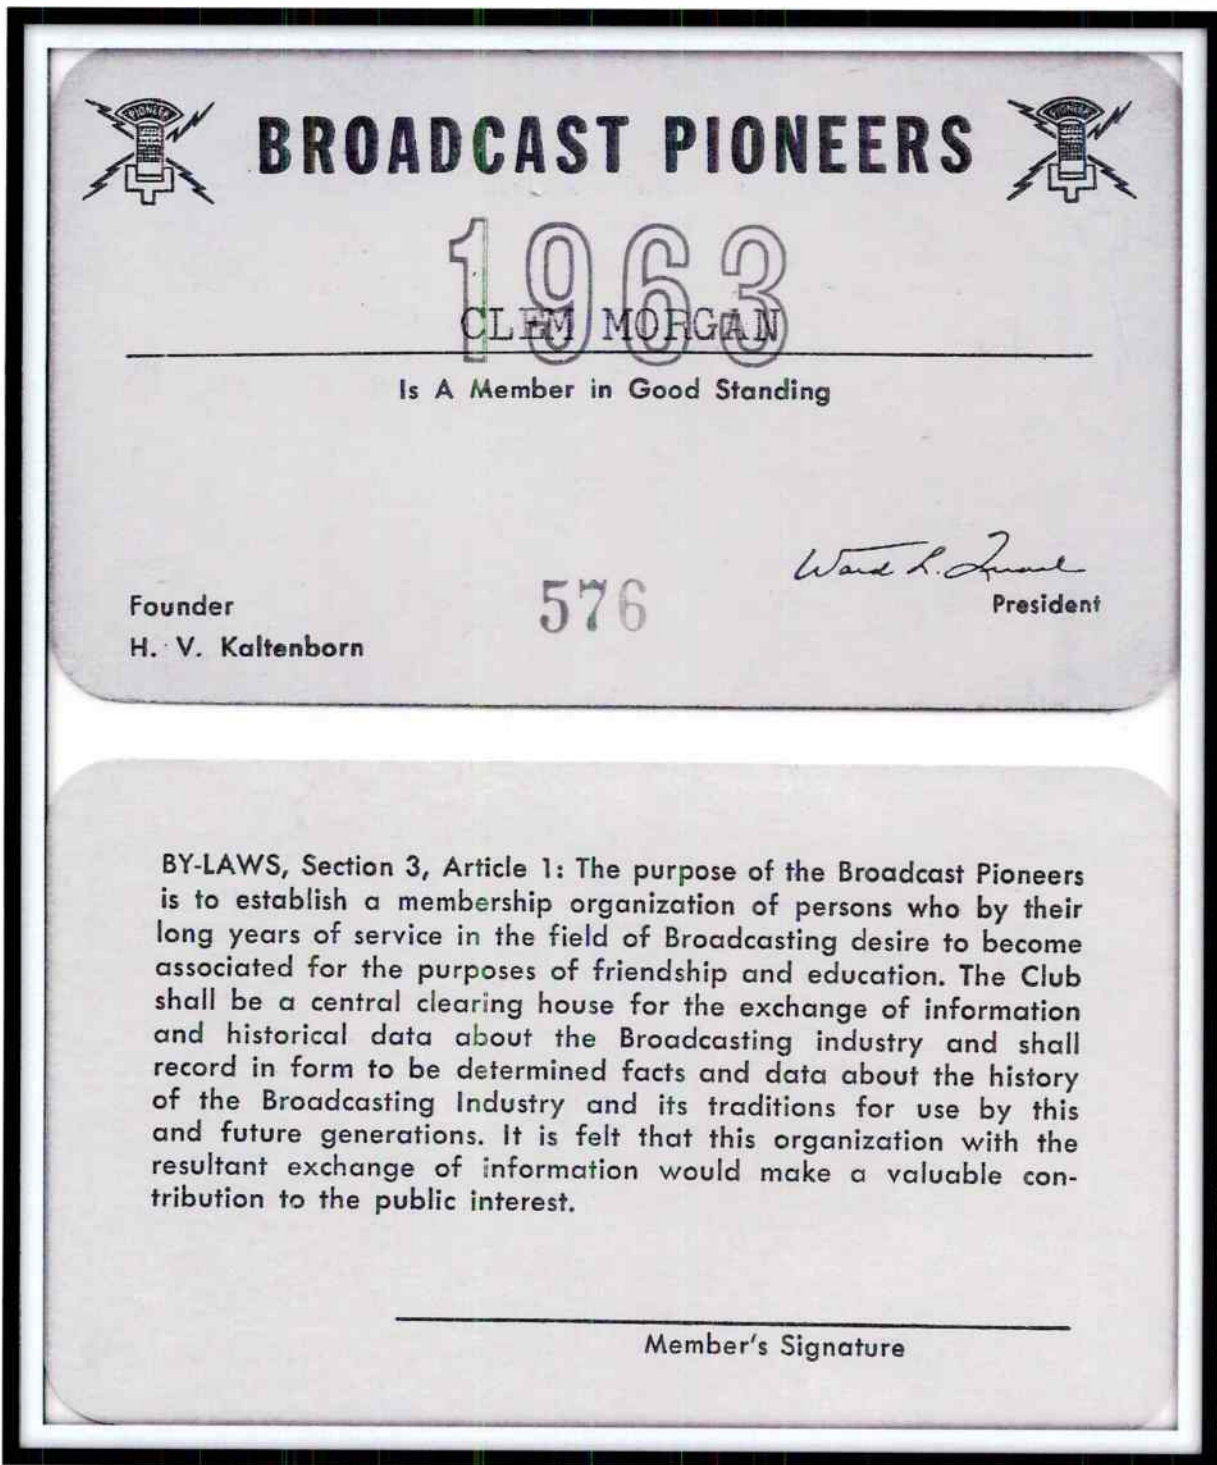 PIONEER PIONEER
BROADCAST PIONEERS
1963
CLEM MORGAN
Is A Member in Good Standing
Ward L. Quaal
Founder
576
President
H. V. Kaltenborn
BY-LAWS, Section 3, Article 1: The purpose of the Broadcast Pioneers
is to establish a membership organization of persons who by their
long years of service in the field of Broadcasting desire to become
associated for the purposes of friendship and education. The Club
shall be a central clearing house for the exchange of information
and historical data about the Broadcasting industry and shall
record in form to be determined facts and data about the history
of the Broadcasting Industry and its traditions for use by this
and future generations. It is felt that this organization with the
resultant exchange of information would make a valuable con-
tribution to the public interest.
Member's Signature